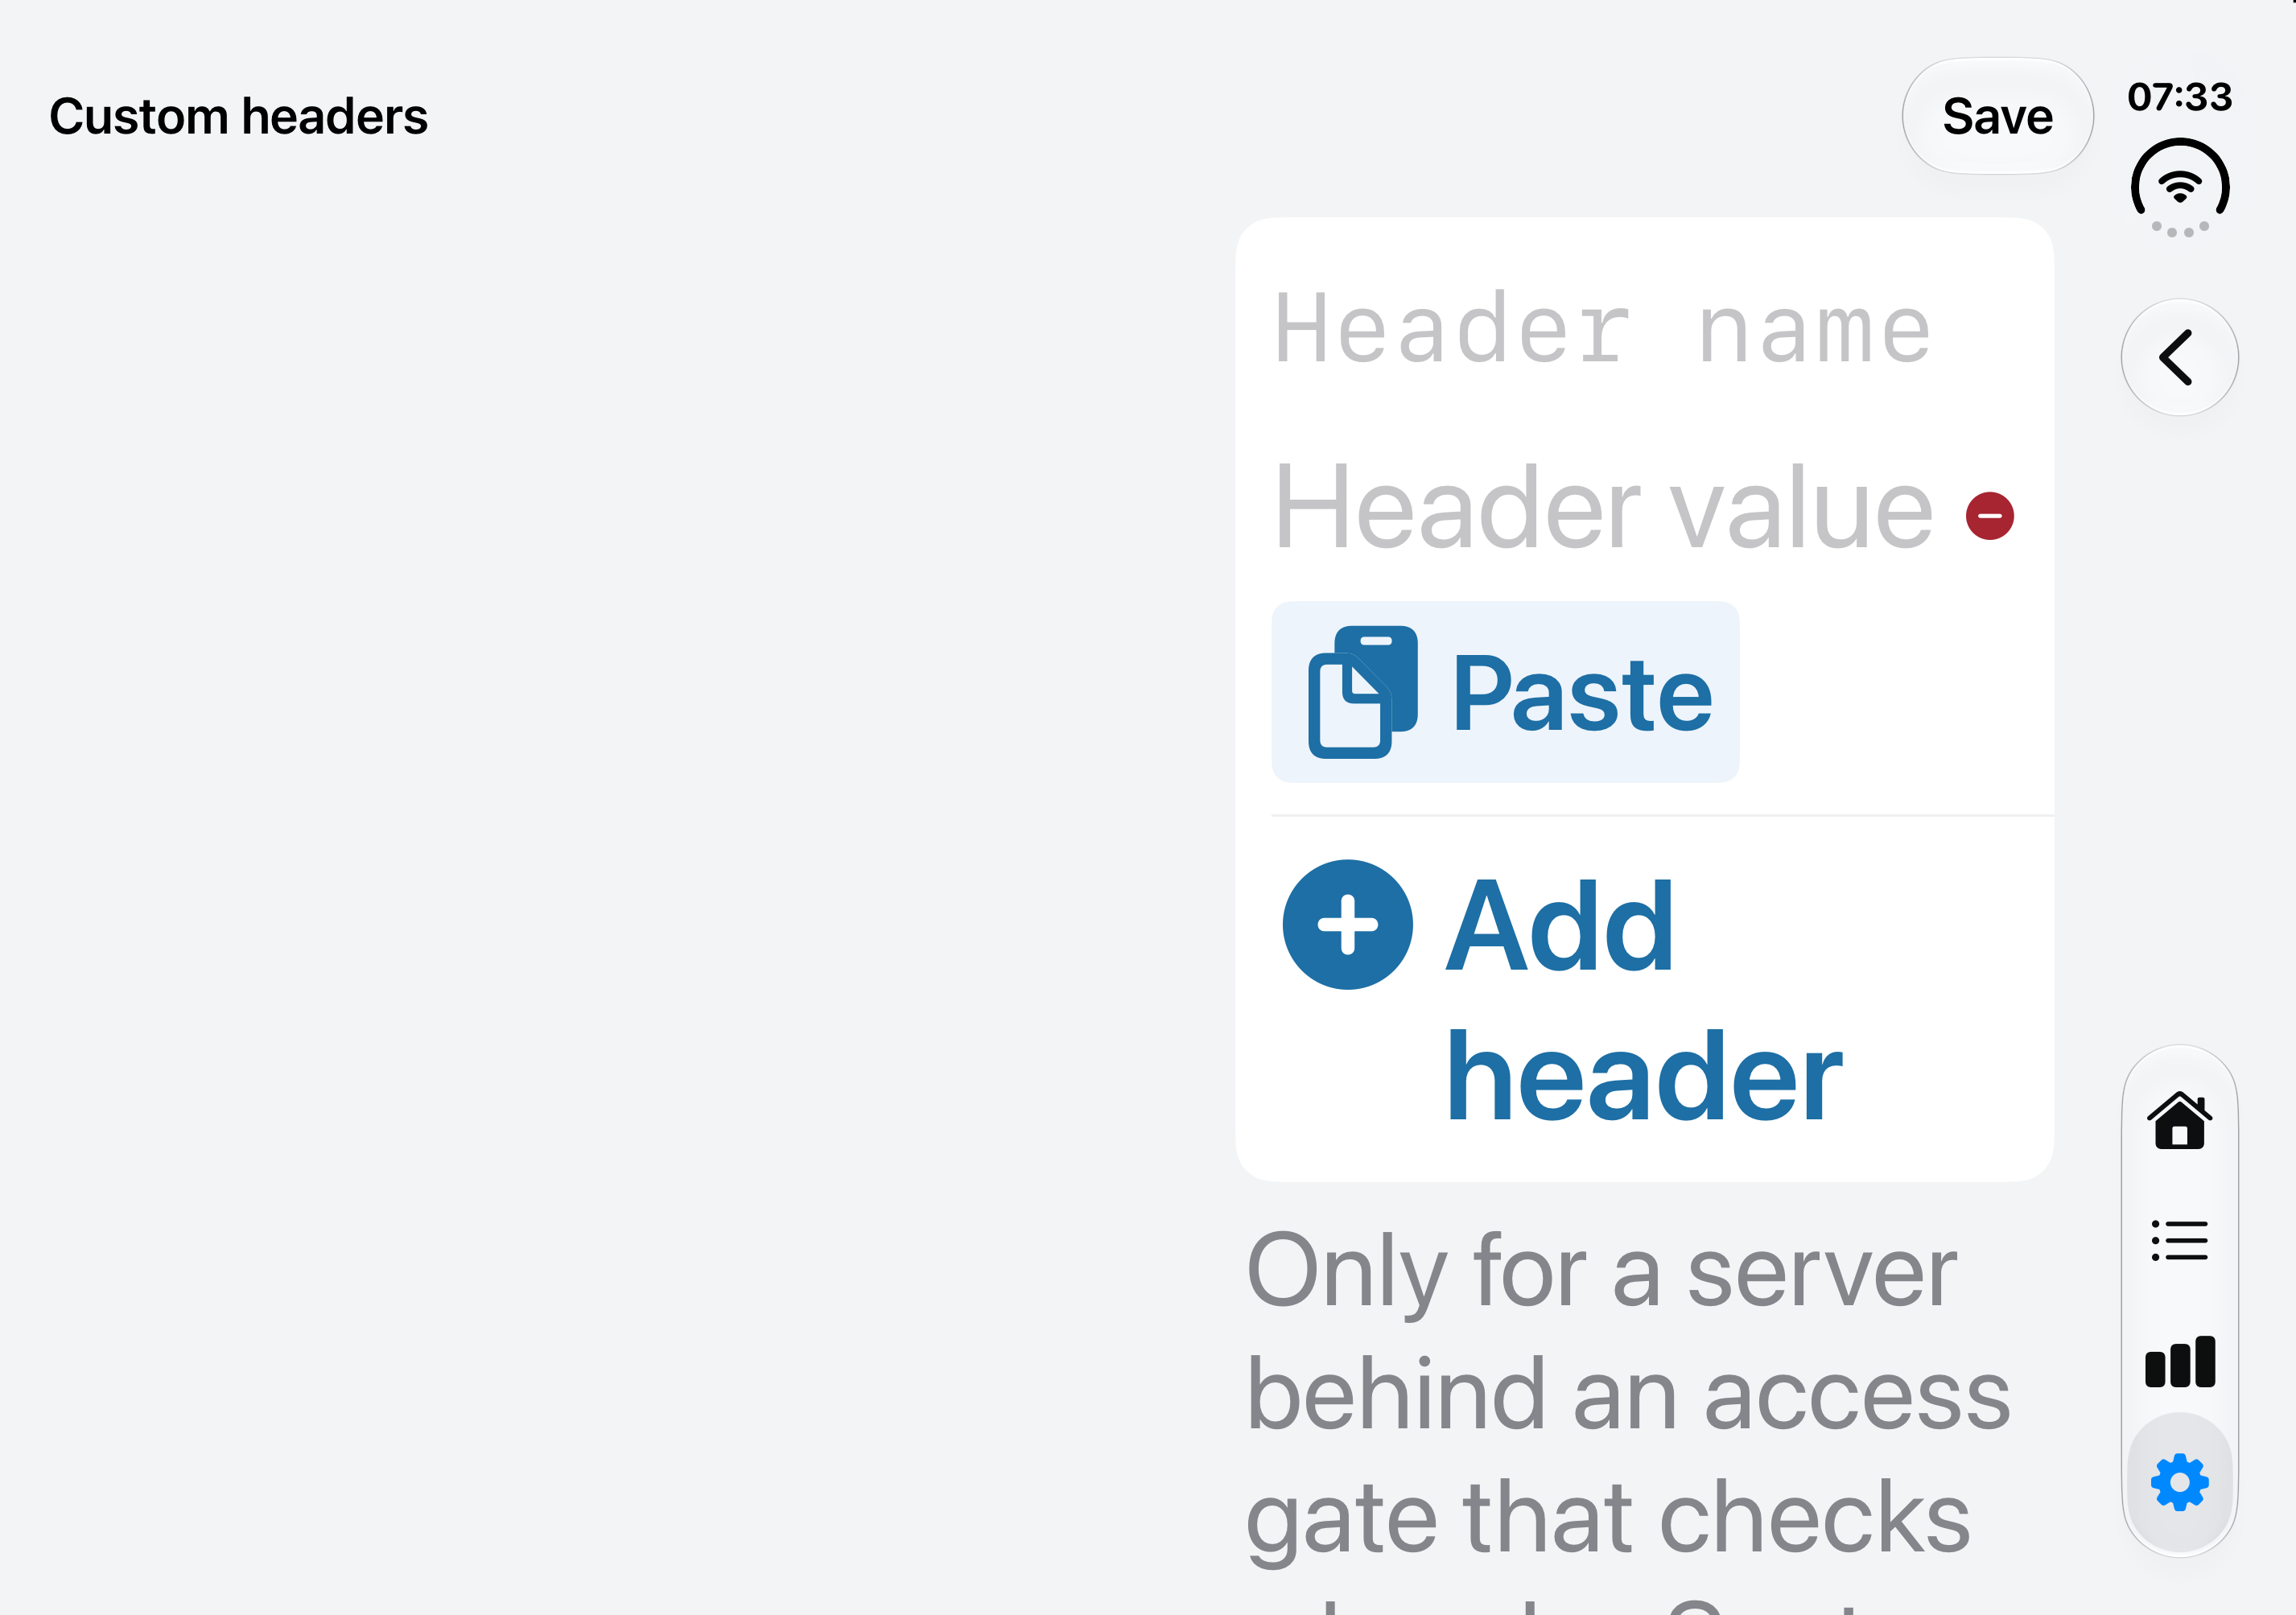 Custom headers
Save
07:33
Header name
Header value
Paste
Add
header
Only for a server
behind an access
gate that checks